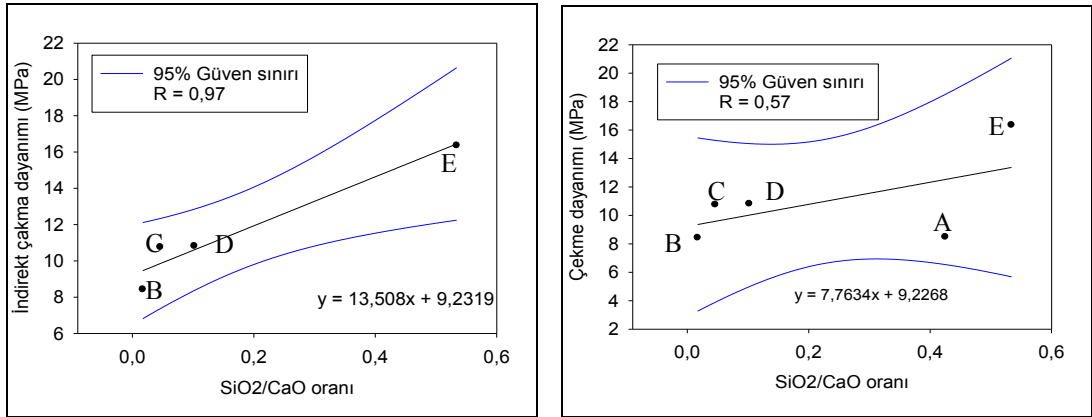 22
20
18
16
14
12
10
8
6
İndirekt çakma dayanımı (MPa)
95% Güven sınırı
R = 0,97
C
D
B
E
y = 13,508x + 9,2319
0,0 0,2 0,4 0,6
SiO2/CaO oranı
22
20
18
16
14
12
10
8
6
4
2
Çekme dayanımı (MPa)
95% Güven sınırı
R = 0,57
E
C D
B
A
y = 7,7634x + 9,2268
0,0 0,2 0,4 0,6
SiO2/CaO oranı